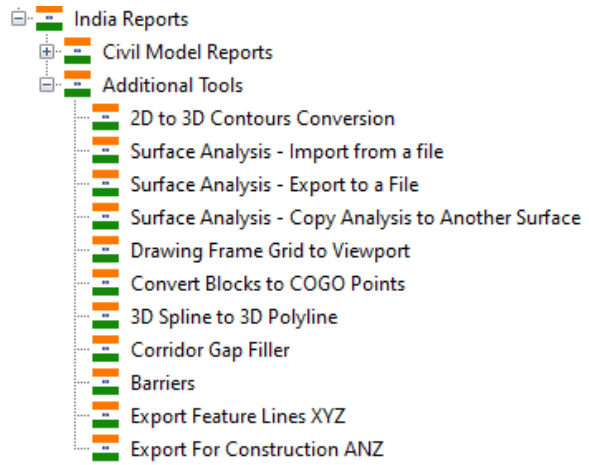 India Reports
Civil Model Reports
Additional Tools
2D to 3D Contours Conversion
Surface Analysis - Import from a file
Surface Analysis - Export to a File
Surface Analysis - Copy Analysis to Another Surface
Drawing Frame Grid to Viewport
Convert Blocks to COGO Points
3D Spline to 3D Polyline
Corridor Gap Filler
Barriers
Export Feature Lines XYZ
Export For Construction ANZ